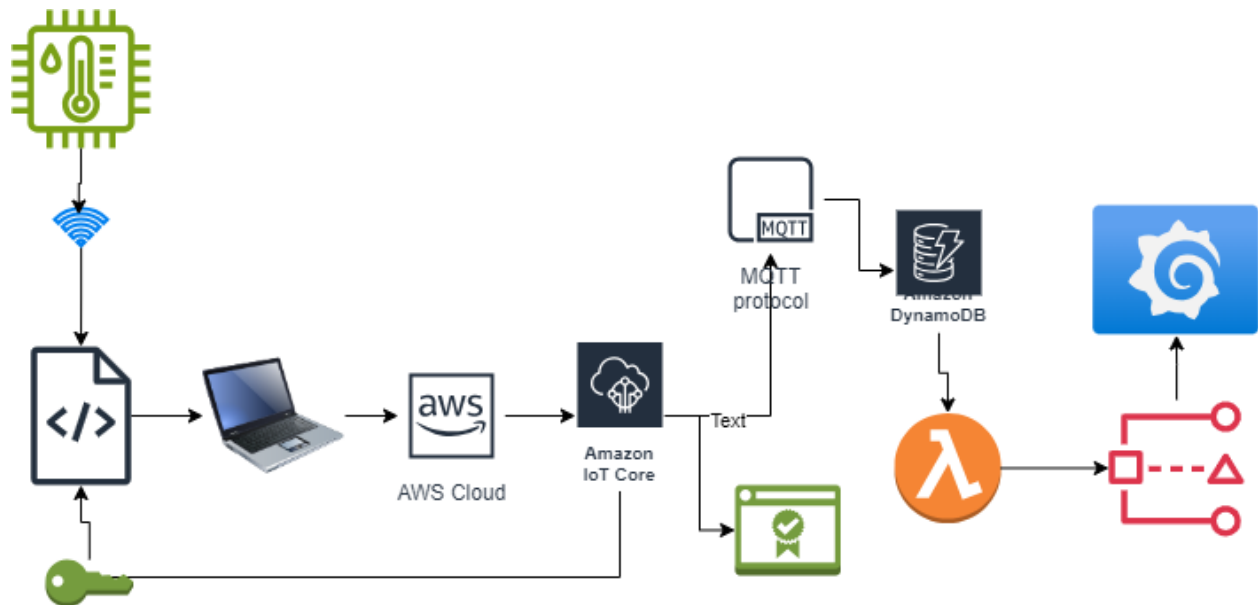 MQTT
MQTT
protocol
Amazon
DynamoDB
</>
aws
AWS Cloud
Amazon
IoT Core
Text
λ